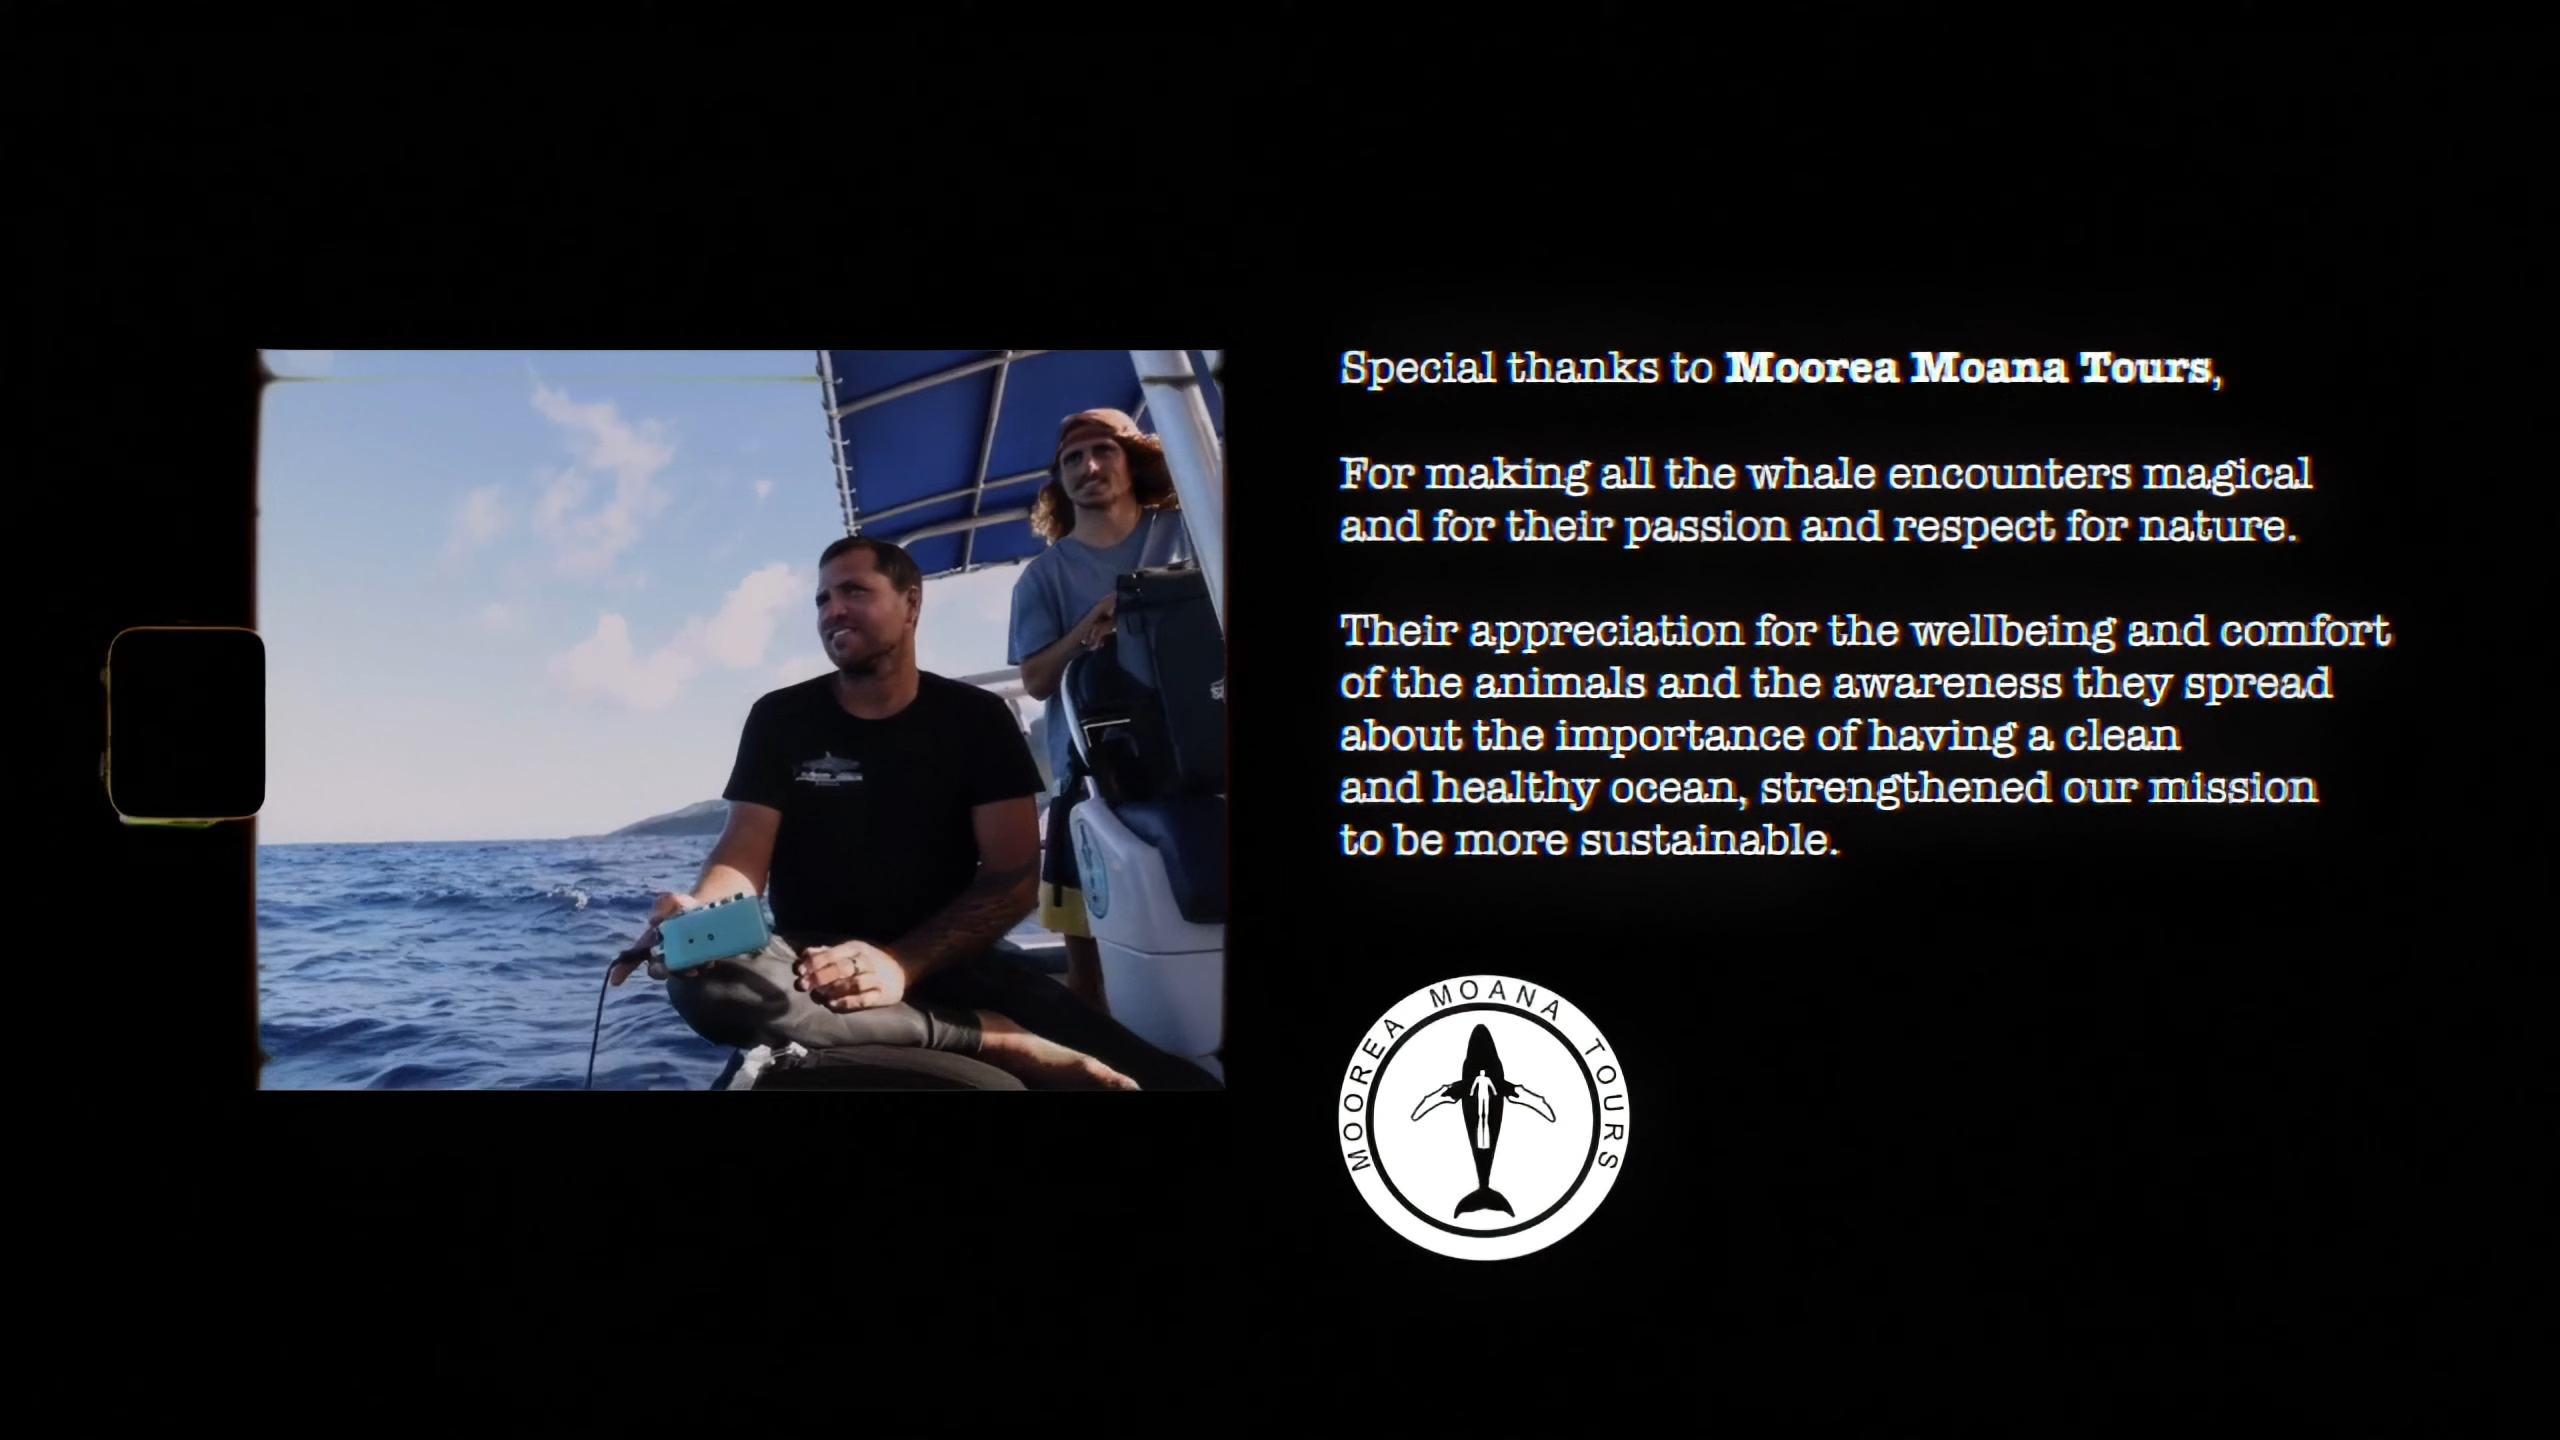 Special thanks to Moorea Moana Tours,
For making all the whale encounters magical
and for their passion and respect for nature.
Their appreciation for the wellbeing and comfort
of the animals and the awareness they spread
about the importance of having a clean
and healthy ocean, strengthened our mission
to be more sustainable.
MOOREA MOANA TOURS